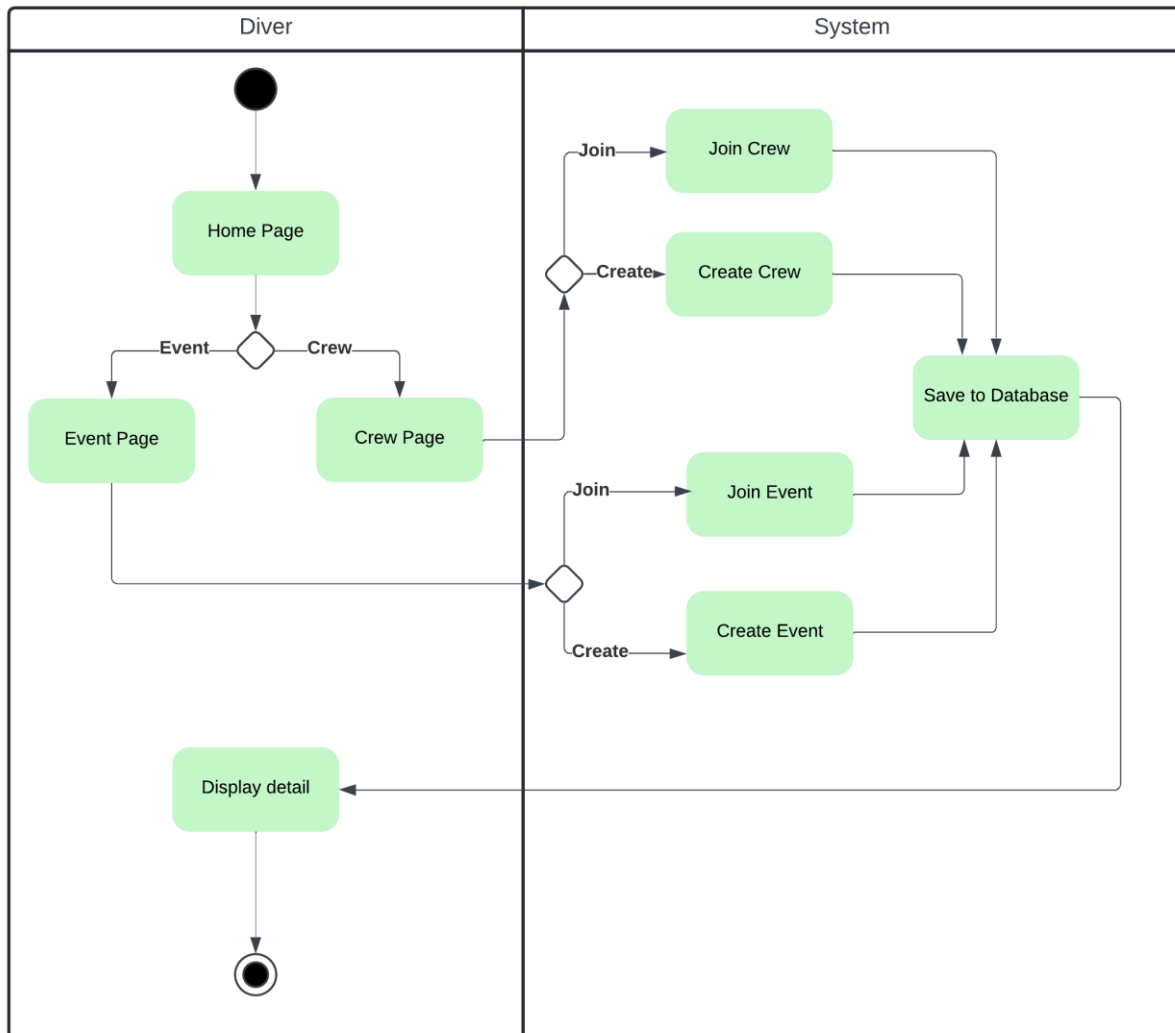 Diver
System
Join
Join Crew
Home Page
Create
Create Crew
Event
Crew
Event Page
Crew Page
Save to Database
Join
Join Event
Create
Create Event
Display detail